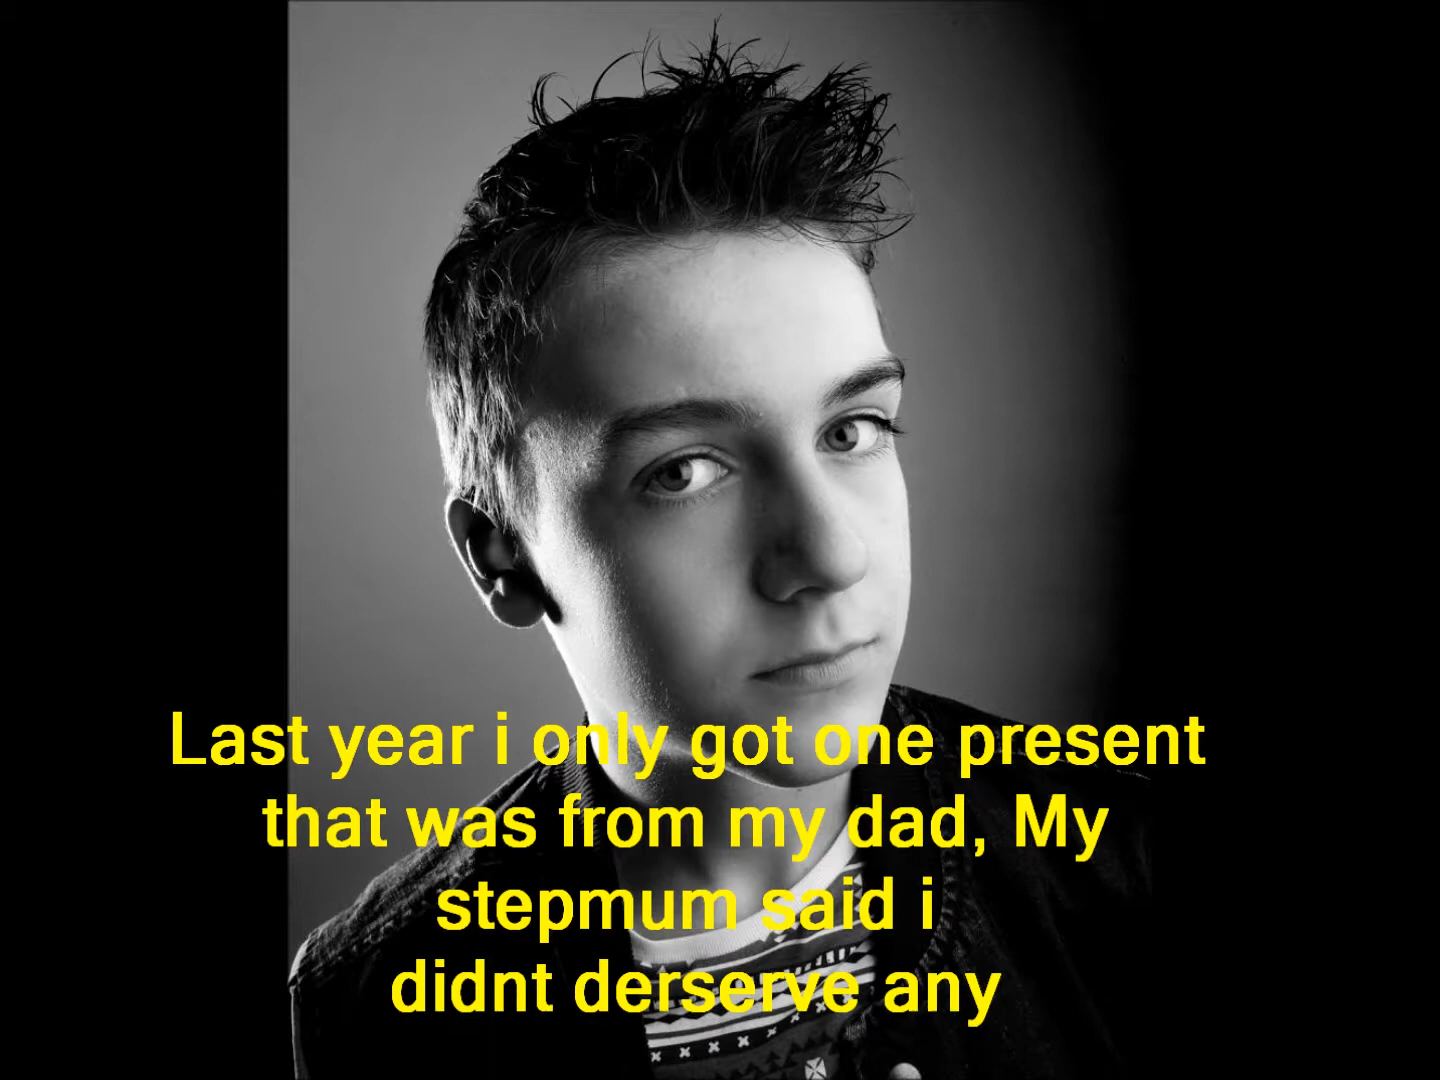 Last year i only got one present
that was from my dad, My
stepmum said i
didnt derserve any